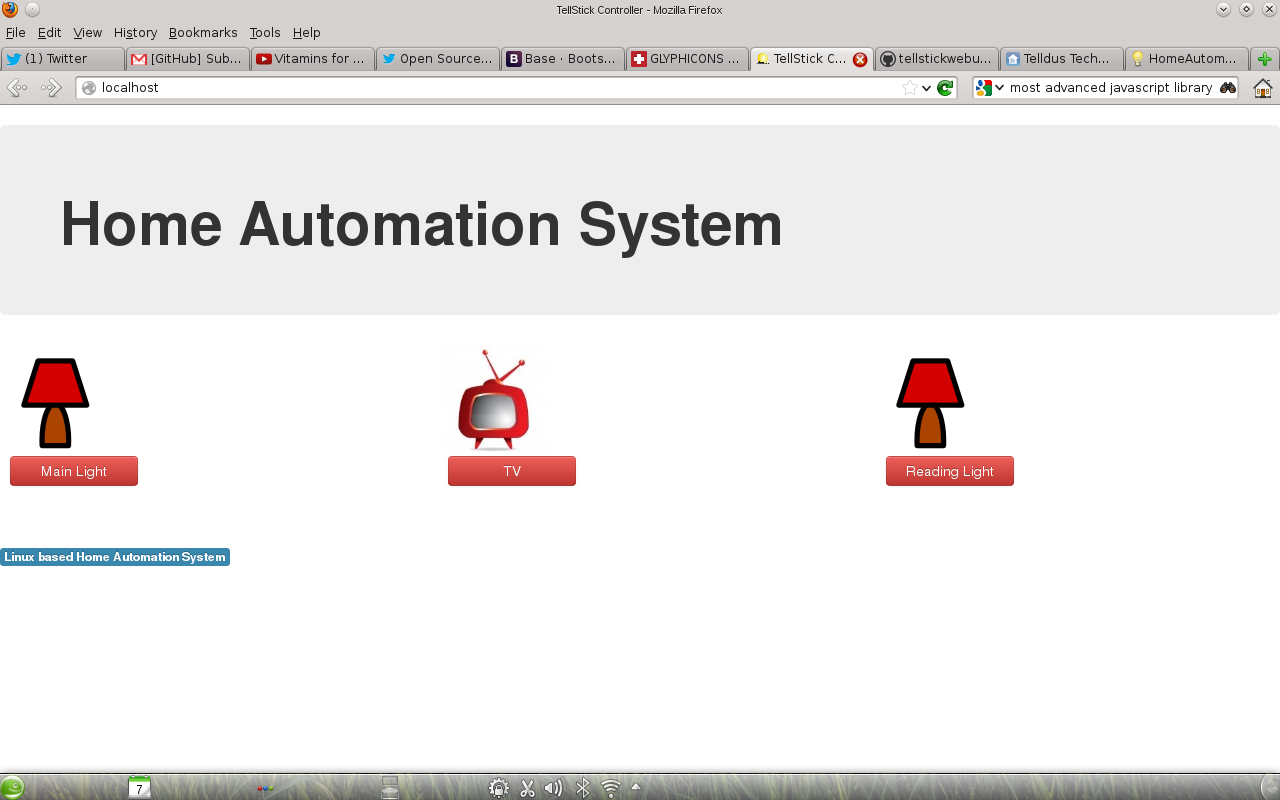 TellStick Controller - Mozilla Firefox
File Edit View History Bookmarks Tools Help
(1) Twitter [GitHub] Sub... Vitamins for ... Open Source... B Base · Boots... GLYPHICONS ... TellStick C... tellstickwebu... Telldus Tech... HomeAutom...
localhost most advanced javascript library
Home Automation System
Main Light TV Reading Light
Linux based Home Automation System
7